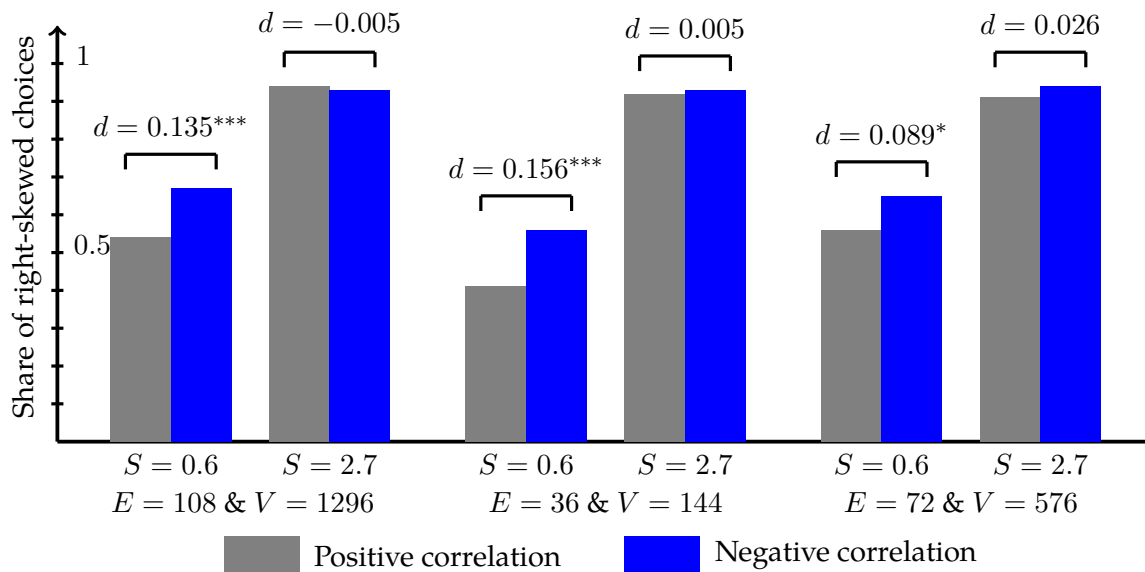 Share of right-skewed choices
1
0.5
d = −0.005
d = 0.005
d = 0.026
d = 0.135***
d = 0.156***
d = 0.089*
S = 0.6 S = 2.7 S = 0.6 S = 2.7 S = 0.6 S = 2.7
E = 108 & V = 1296 E = 36 & V = 144 E = 72 & V = 576
Positive correlation Negative correlation